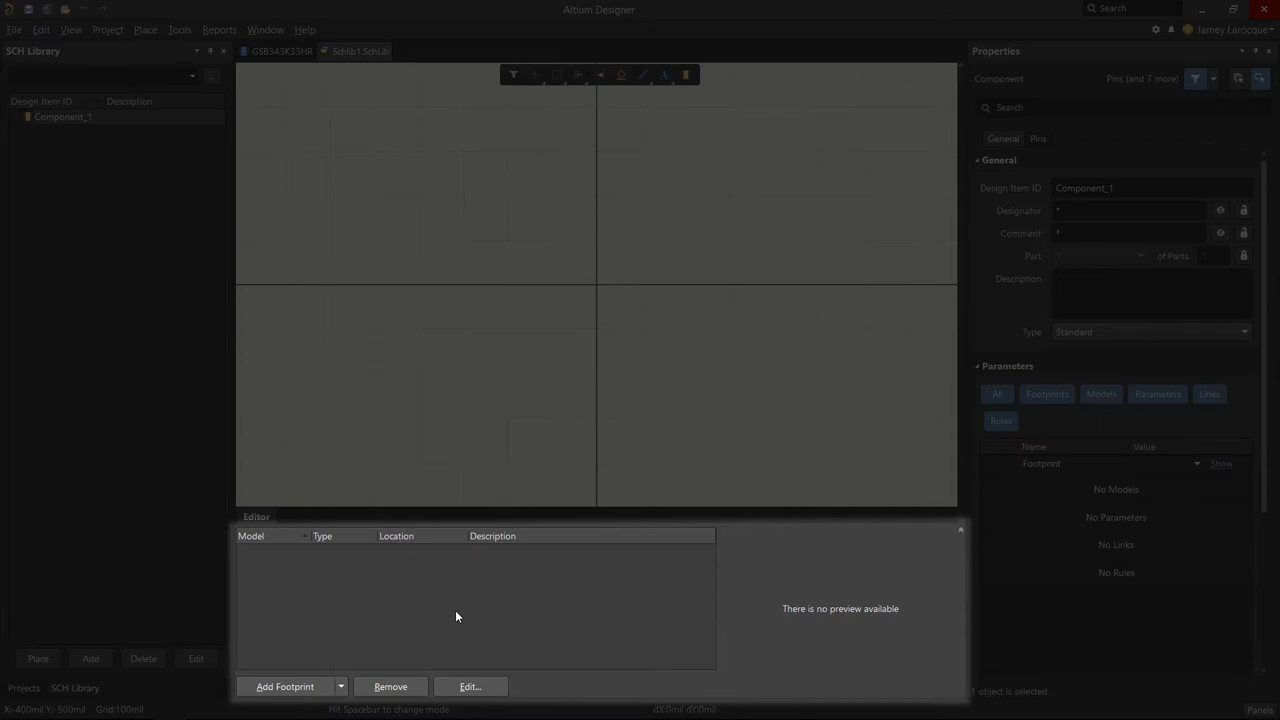 Altium Designer
Search
File Edit View Project Place Tools Reports Window Help
Jamey Larocque
SCH Library
GSB343K33HR
Schlib1.SchLib
Properties
Component
Pins (and 7 more)
Search
Design Item ID
Description
Component_1
General
Pins
General
Design Item ID
Component_1
Designator
*
Comment
*
Part
1
of Parts
1
Description
Type
Standard
Parameters
All
Footprints
Models
Parameters
Links
Rules
Name
Value
Footprint
Show
No Models
No Parameters
No Links
No Rules
Editor
Model
Type
Location
Description
There is no preview available
Place
Add
Delete
Edit
Add Footprint
Remove
Edit...
Projects
SCH Library
1 object is selected
X:-400mil Y:-500mil
Grid:100mil
Hit Spacebar to change mode
dX:0mil dY:0mil
Panels